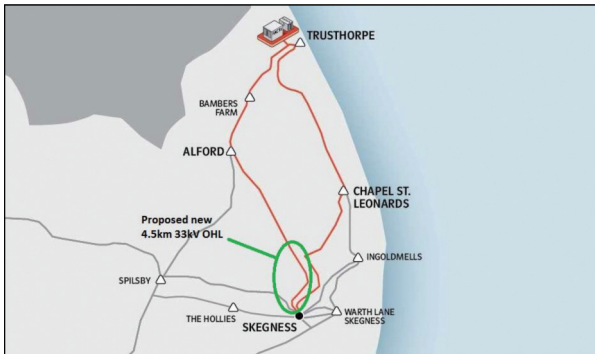 TRUSTHORPE
BAMBERS
FARM
ALFORD
CHAPEL ST.
LEONARDS
Proposed new
4.5km 33kV OHL
INGOLDMELLS
SPILSBY
THE HOLLIES
WARTH LANE
SKEGNESS
SKEGNESS